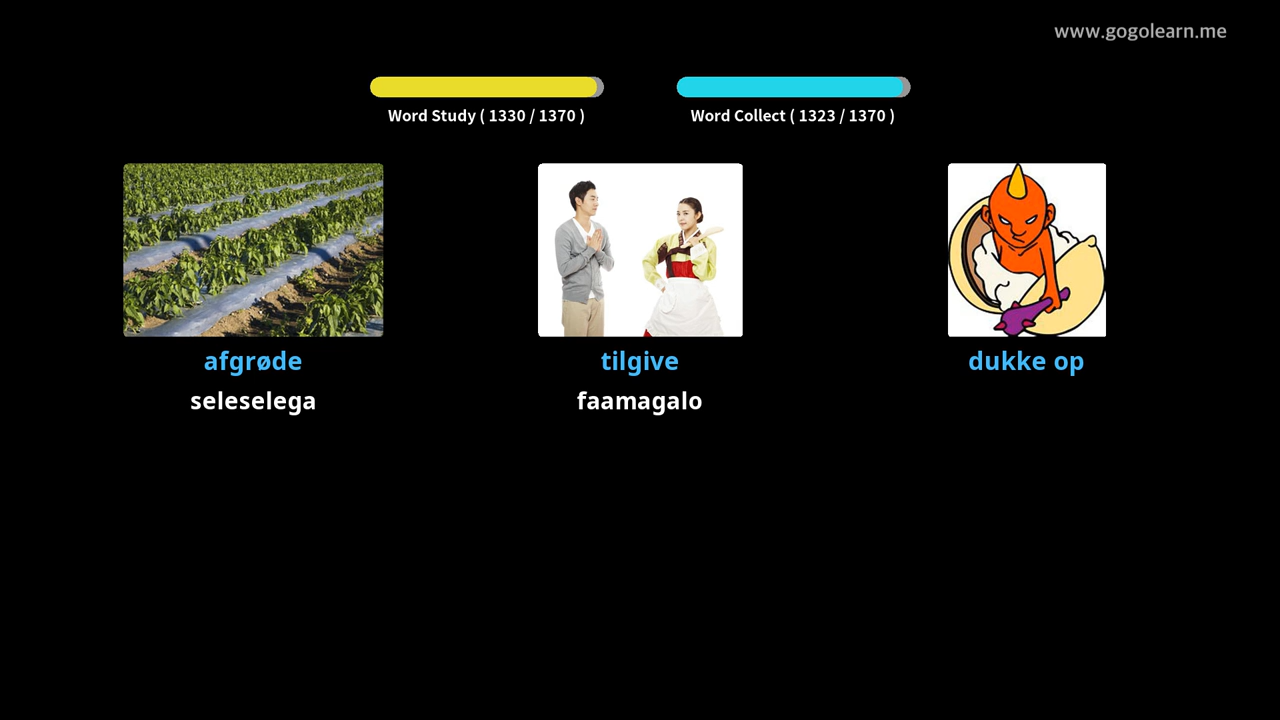 www.gogolearn.me
Word Study ( 1330 / 1370 )
Word Collect ( 1323 / 1370 )
afgrøde
seleselega
tilgive
faamagalo
dukke op